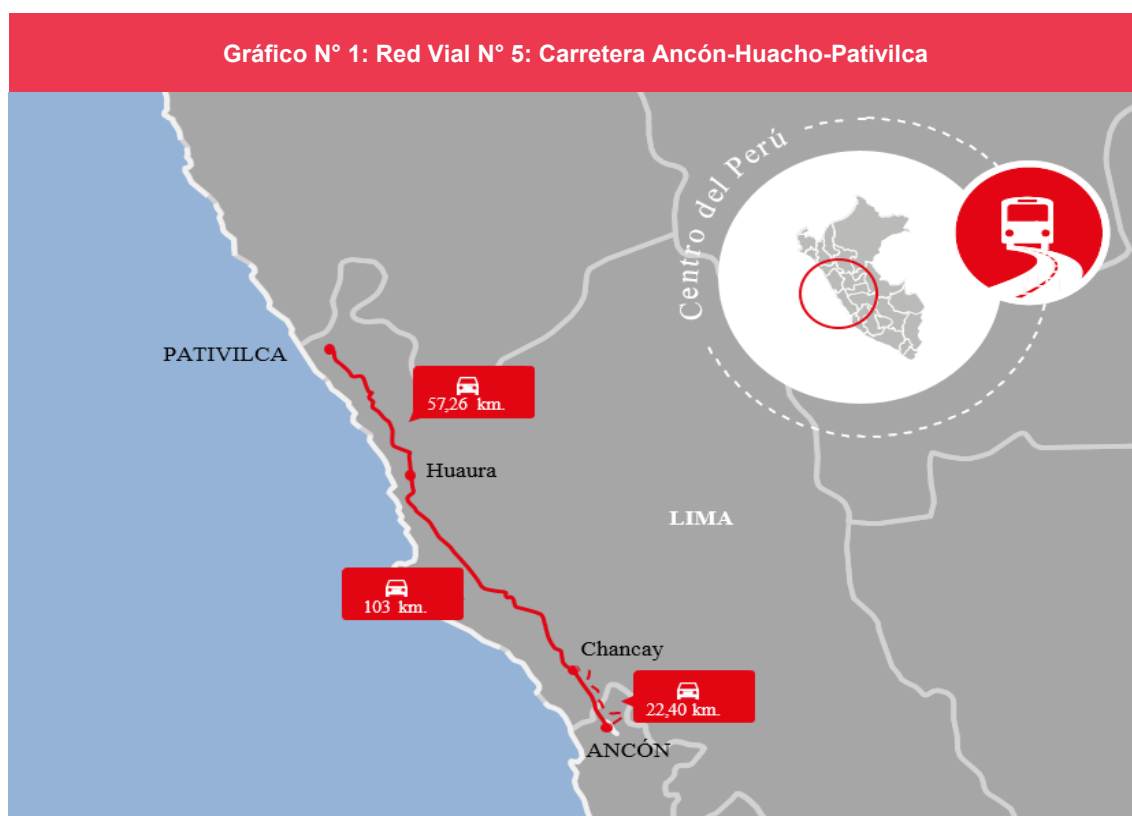 Gráfico N° 1: Red Vial N° 5: Carretera Ancón-Huacho-Pativilca
Centro del Perú
PATIVILCA
57,26 km.
Huaura
LIMA
103 km.
Chancay
22,40 km.
ANCÓN